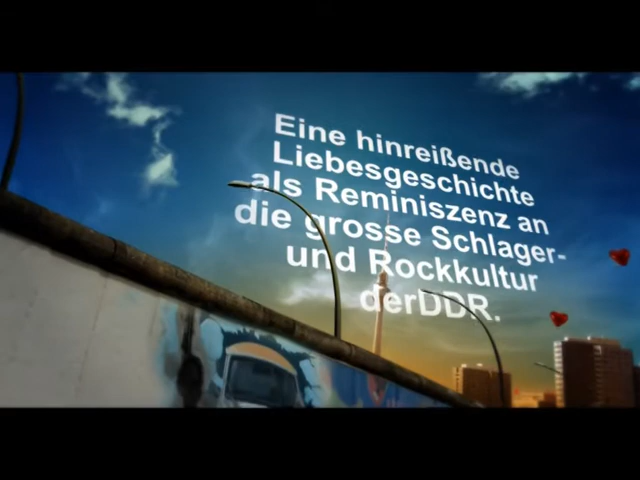 Eine hinreißende
Liebesgeschichte
als Reminiszenz an
die grosse Schlager-
und Rockkultur
derDDR.